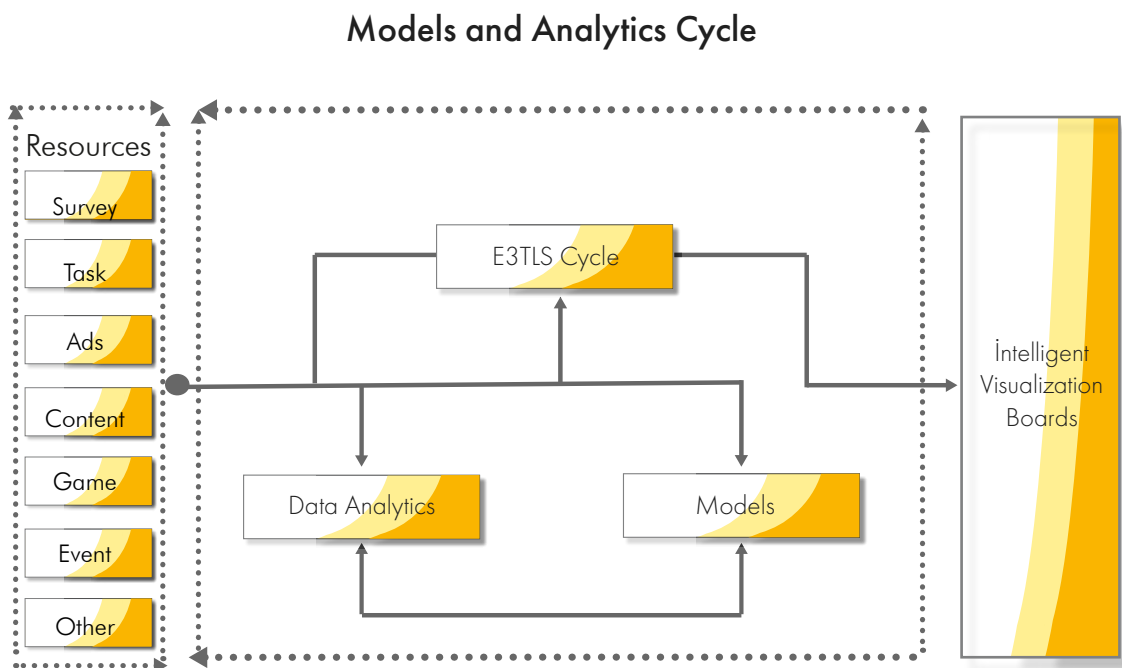 Models and Analytics Cycle
Resources
Survey
Task
Ads
Content
Game
Event
Other
E3TLS Cycle
Data Analytics
Models
İntelligent
Visualization
Boards